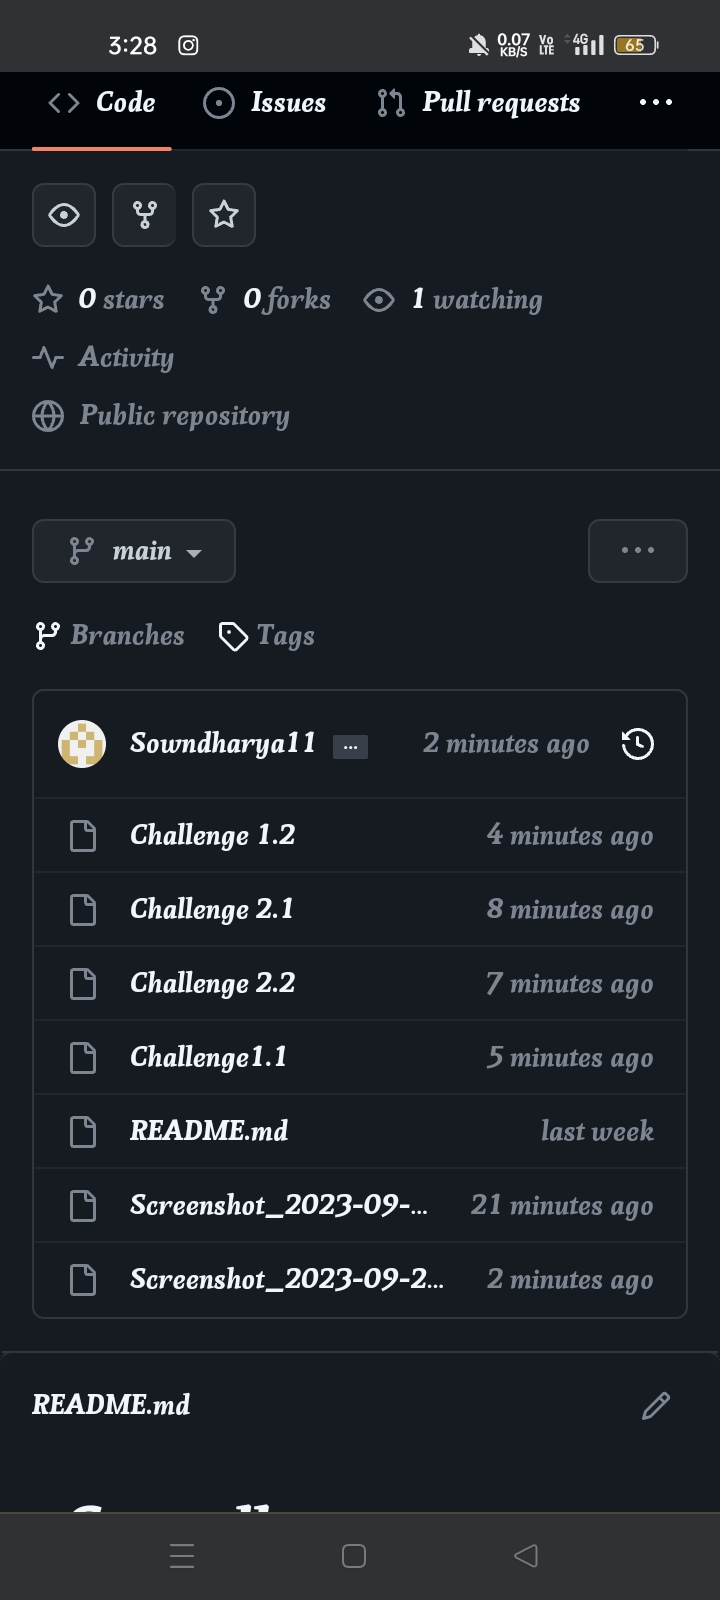 3:28 0.07 KB/S Vo LTE 4G 65
Code Issues Pull requests
0 stars 0 forks 1 watching
Activity
Public repository
main
Branches Tags
Soundharya11 ... 2 minutes ago
Challenge 1.2 4 minutes ago
Challenge 2.1 8 minutes ago
Challenge 2.2 7 minutes ago
Challenge1.1 5 minutes ago
README.md last week
Screenshot_2023-09-... 21 minutes ago
Screenshot_2023-09-2... 2 minutes ago
README.md